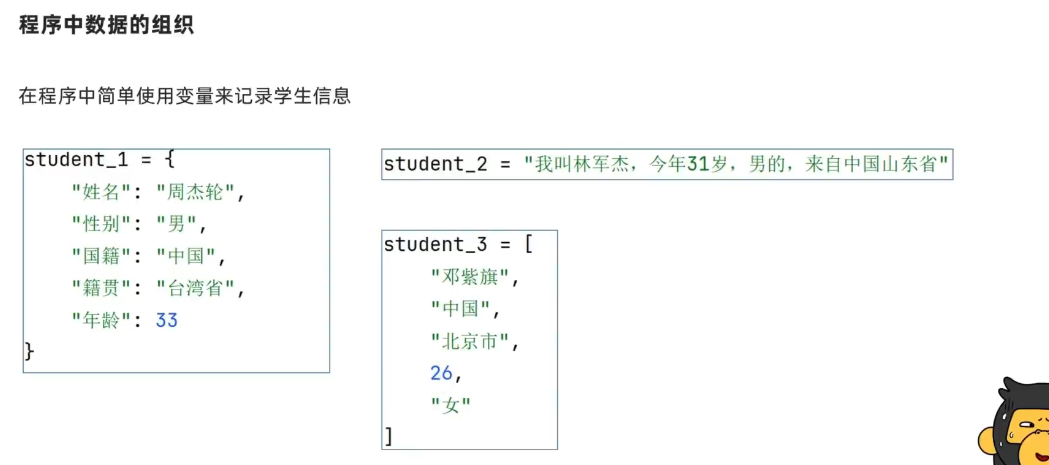 程序中数据的组织
在程序中简单使用变量来记录学生信息
student_1 = {
"姓名": "周杰轮",
"性别": "男",
"国籍": "中国",
"籍贯": "台湾省",
"年龄": 33
}
student_2 = "我叫林军杰，今年31岁，男的，来自中国山东省"
student_3 = [
"邓紫旗",
"中国",
"北京市",
26,
"女"
]